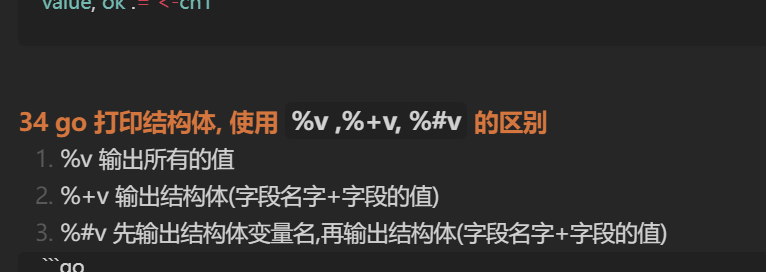 value, ok := <-ch1
34 go 打印结构体, 使用 %v ,%+v, %#v 的区别
1. %v 输出所有的值
2. %+v 输出结构体(字段名字+字段的值)
3. %#v 先输出结构体变量名,再输出结构体(字段名字+字段的值)
```go